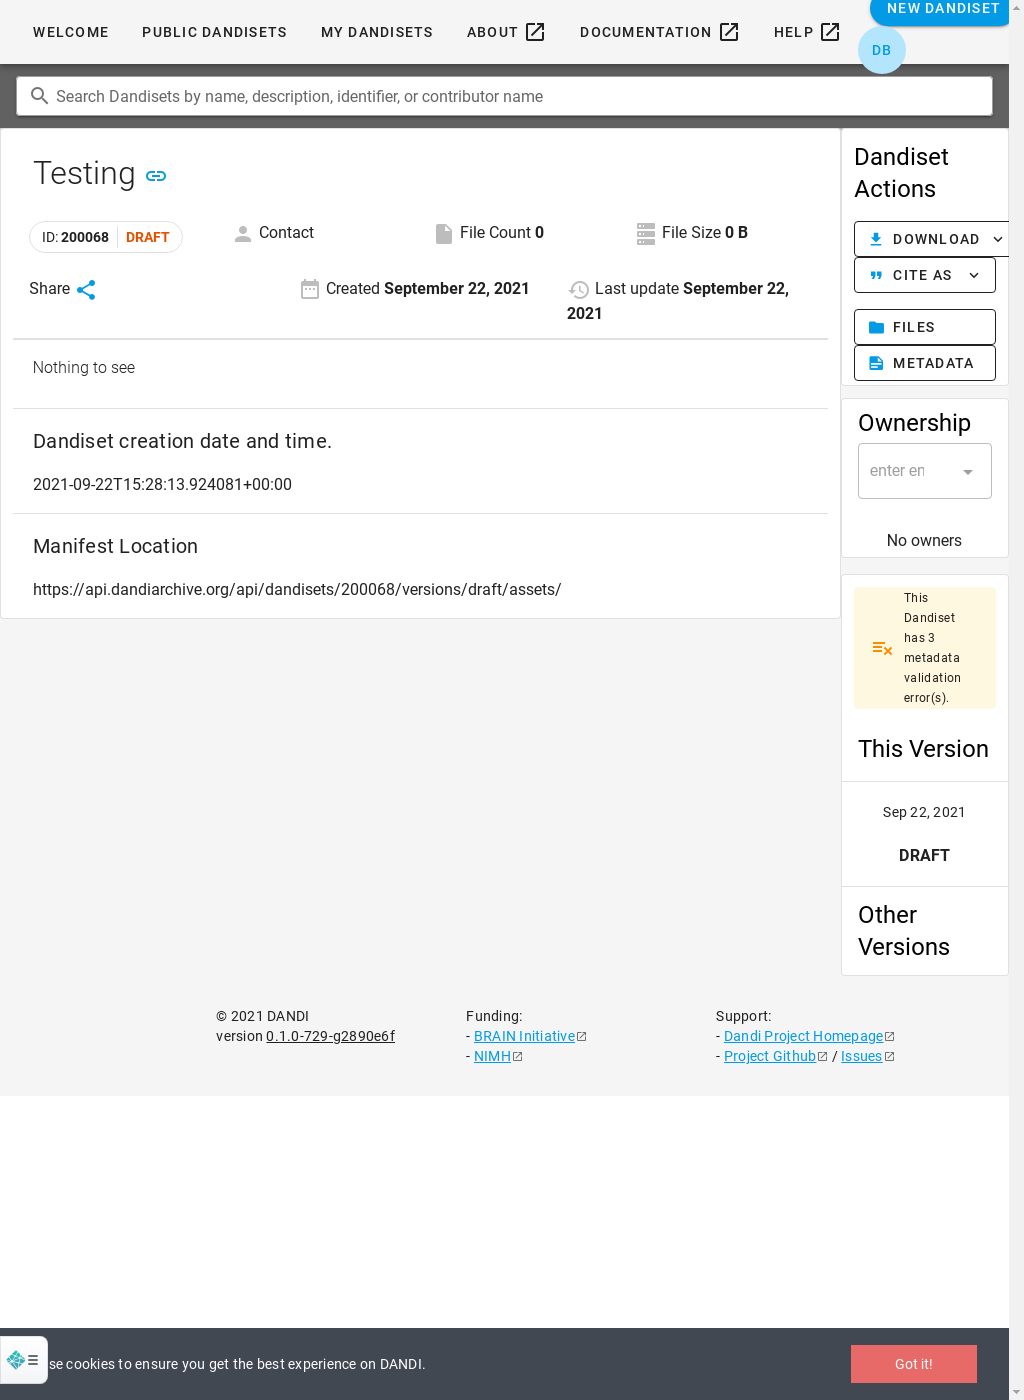 WELCOME
PUBLIC DANDISETS
MY DANDISETS
ABOUT
DOCUMENTATION
HELP
NEW DANDISET
DB
Search Dandisets by name, description, identifier, or contributor name
Testing
ID: 200068 DRAFT
Contact
File Count 0
File Size 0 B
Share
Created September 22, 2021
Last update September 22,
2021
Nothing to see
Dandiset creation date and time.
2021-09-22T15:28:13.924081+00:00
Manifest Location
https://api.dandiarchive.org/api/dandisets/200068/versions/draft/assets/
Dandiset
Actions
DOWNLOAD
CITE AS
FILES
METADATA
Ownership
enter en
No owners
This
Dandiset
has 3
metadata
validation
error(s).
This Version
Sep 22, 2021
DRAFT
Other
Versions
© 2021 DANDI
version 0.1.0-729-g2890e6f
Funding:
- BRAIN Initiative
- NIMH
Support:
- Dandi Project Homepage
- Project Github / Issues
se cookies to ensure you get the best experience on DANDI.
Got it!